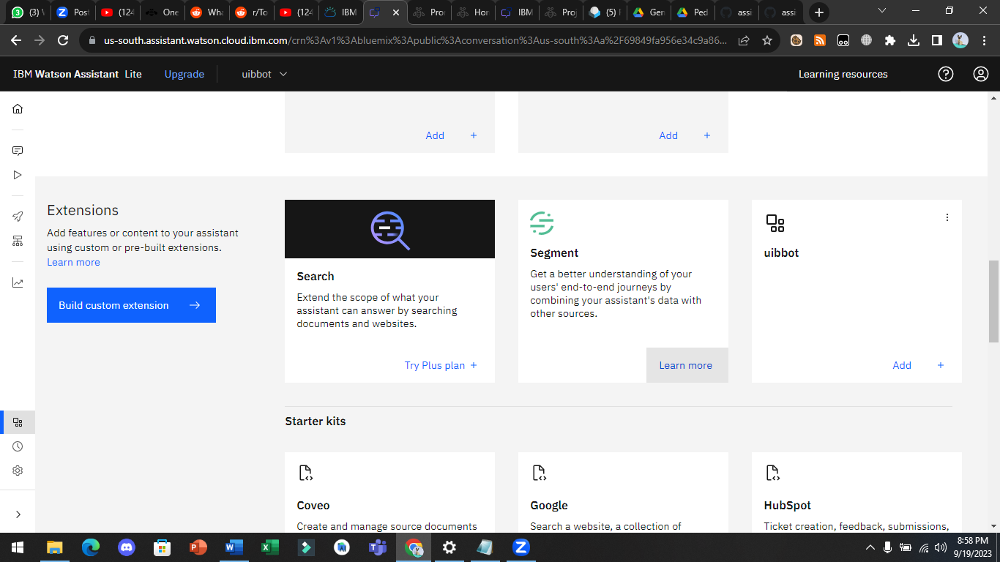 (3) \
Post
(124
One
Wha
r/To
(124
IBM
Pro
Hor
IBM
Proj
(5) F
Gen
Ped
assi
assi
us-south.assistant.watson.cloud.ibm.com/crn%3Av1%3Abluemix%3Apublic%3Aconversation%3Aus-south%3Aa%2F69849fa956e34c9a86...
IBM Watson Assistant Lite
Upgrade
uibbot
Learning resources
Add +
Add +
Extensions
Add features or content to your assistant
using custom or pre-built extensions.
Learn more
Build custom extension
Search
Extend the scope of what your
assistant can answer by searching
documents and websites.
Try Plus plan +
Segment
Get a better understanding of your
users' end-to-end journeys by
combining your assistant's data with
other sources.
Learn more
uibbot
Add +
Starter kits
Coveo
Create and manage source documents
Google
Search a website, a collection of
HubSpot
Ticket creation, feedback, submissions,
8:58 PM
9/19/2023